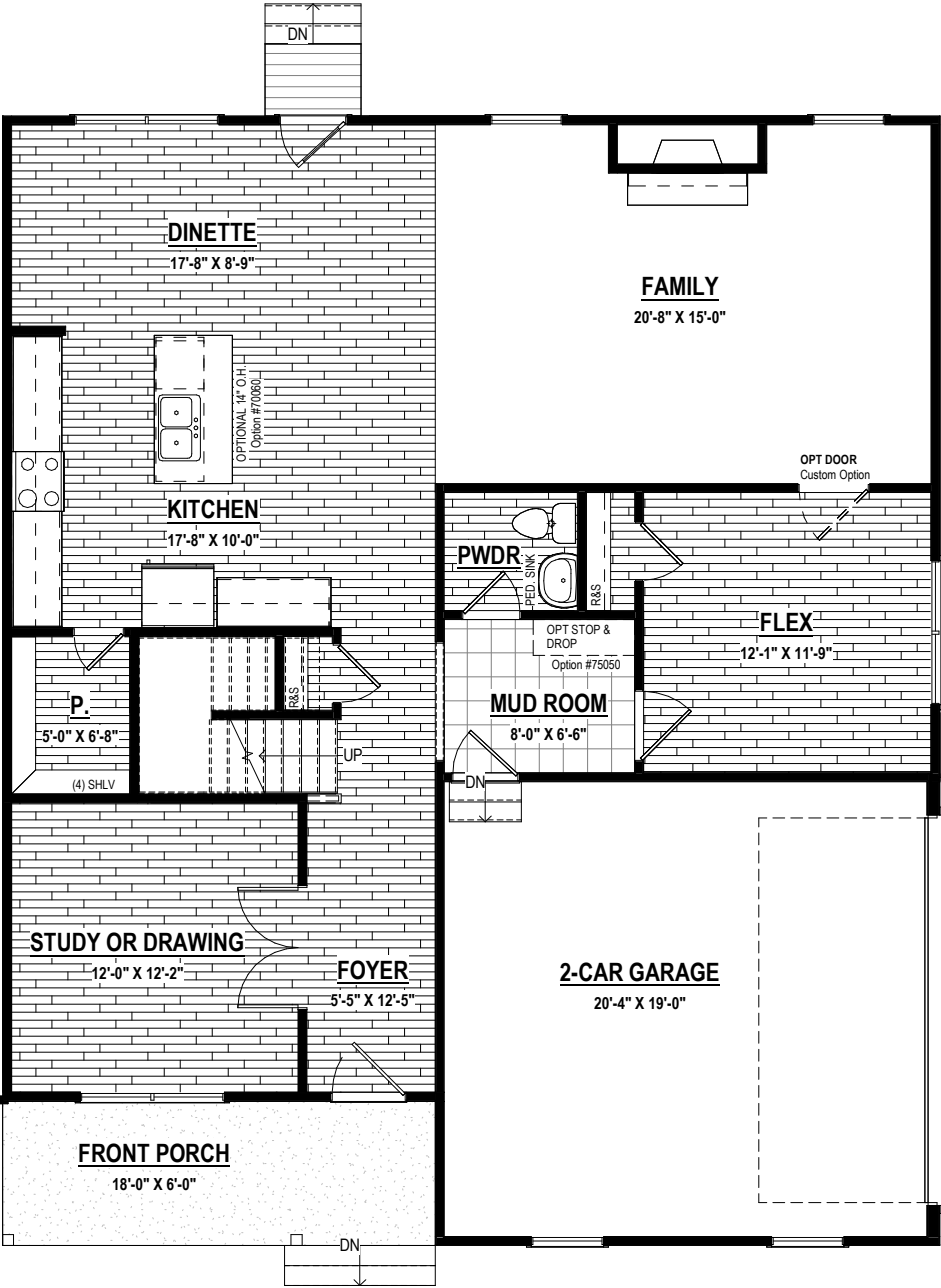 DN
DINETTE
17'-8" X 8'-9"
FAMILY
20'-8" X 15'-0"
OPTIONAL 14" O.H.
Option #70060
OPT DOOR
Custom Option
KITCHEN
17'-8" X 10'-0"
PWDR
PED. SINK
R&S
FLEX
12'-1" X 11'-9"
OPT STOP &
DROP
Option #75050
MUD ROOM
8'-0" X 6'-6"
R&S
P.
5'-0" X 6'-8"
(4) SHLV
UP
DN
STUDY OR DRAWING
12'-0" X 12'-2"
FOYER
5'-5" X 12'-5"
2-CAR GARAGE
20'-4" X 19'-0"
FRONT PORCH
18'-0" X 6'-0"
DN